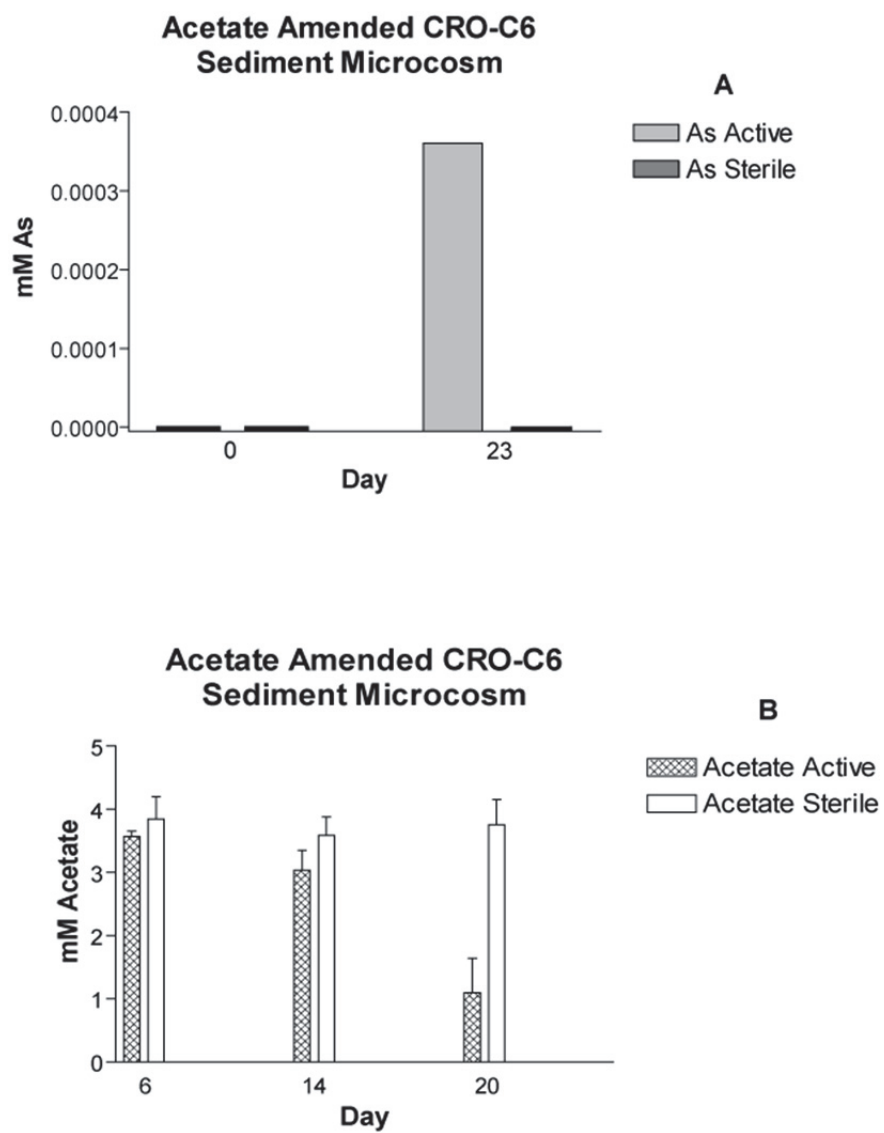 Acetate Amended CRO-C6
Sediment Microcosm
A
As Active
As Sterile
0.0004
0.0003
0.0002
0.0001
0.0000
mM As
0 23
Day
Acetate Amended CRO-C6
Sediment Microcosm
B
Acetate Active
Acetate Sterile
5
4
3
2
1
0
mM Acetate
6 14 20
Day